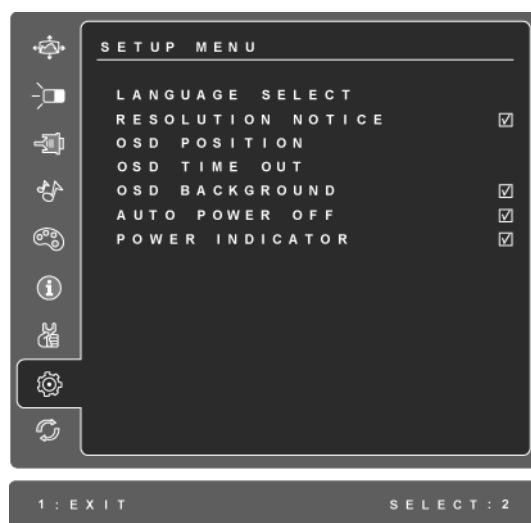 SETUP MENU
LANGUAGE SELECT
RESOLUTION NOTICE
OSD POSITION
OSD TIME OUT
OSD BACKGROUND
AUTO POWER OFF
POWER INDICATOR
1:EXIT SELECT:2